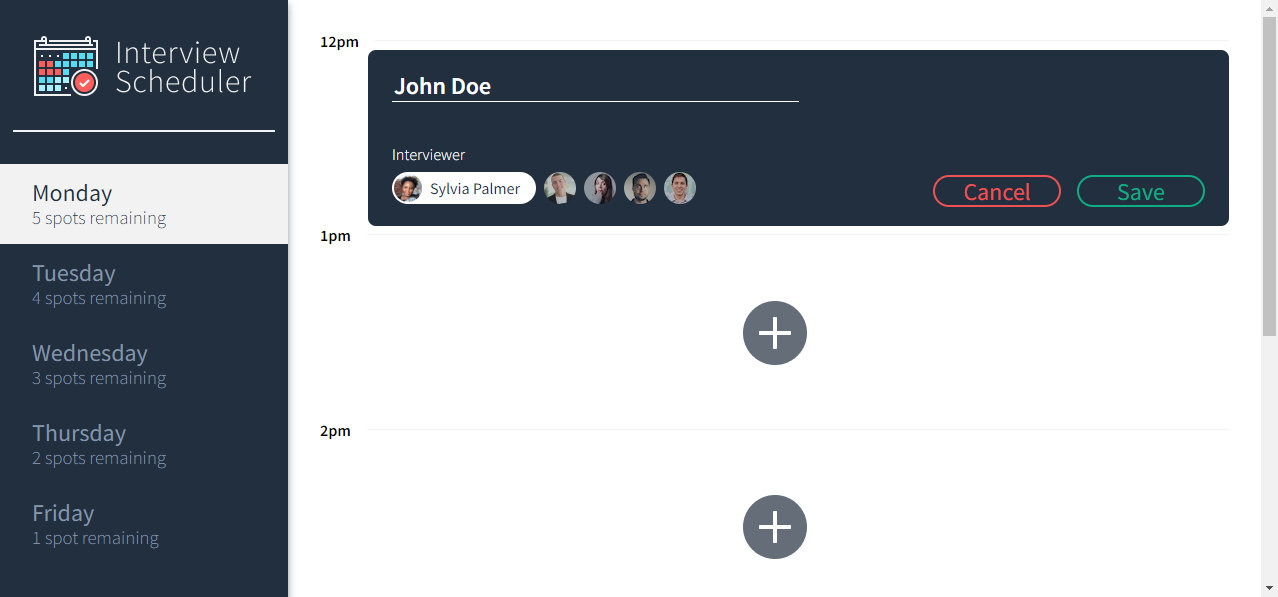 Interview
Scheduler
Monday
5 spots remaining
Tuesday
4 spots remaining
Wednesday
3 spots remaining
Thursday
2 spots remaining
Friday
1 spot remaining
12pm
John Doe
Interviewer
Sylvia Palmer
Cancel
Save
1pm
2pm